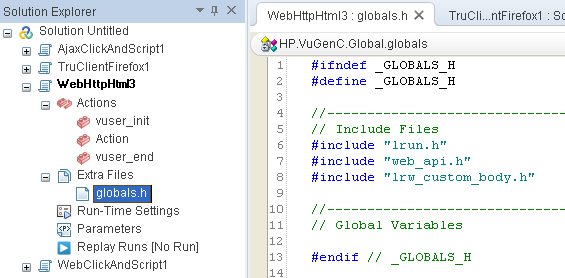 Solution Explorer
Solution Untitled
AjaxClickAndScript1
TruClientFirefox1
WebHttpHtml3
Actions
vuser_init
Action
vuser_end
Extra Files
globals.h
Run-Time Settings
Parameters
Replay Runs [No Run]
WebClickAndScript1
WebHttpHtml3 : globals.h
TruCli...ntFirefox1 : So
HP.VuGenC.Global.globals
1 #ifndef _GLOBALS_H
2 #define _GLOBALS_H
3
4 //--------------------------------
5 // Include Files
6 #include "lrun.h"
7 #include "web_api.h"
8 #include "lrw_custom_body.h"
9
10 //--------------------------------
11 // Global Variables
12
13 #endif // _GLOBALS_H